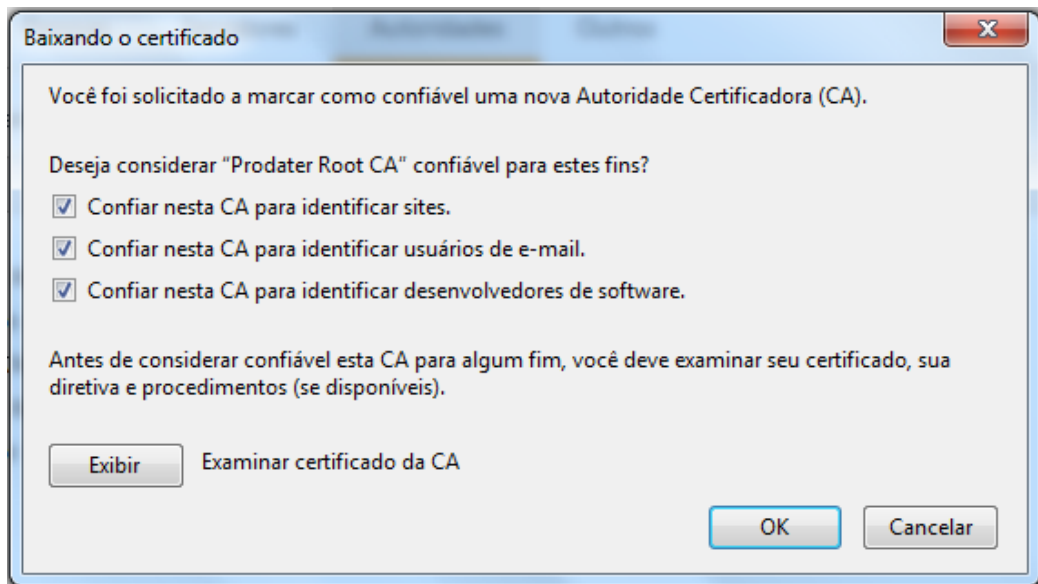 Baixando o certificado
Autoridades
Outros
Você foi solicitado a marcar como confiável uma nova Autoridade Certificadora (CA).
Deseja considerar “Prodater Root CA” confiável para estes fins?
Confiar nesta CA para identificar sites.
Confiar nesta CA para identificar usuários de e-mail.
Confiar nesta CA para identificar desenvolvedores de software.
Antes de considerar confiável esta CA para algum fim, você deve examinar seu certificado, sua
diretiva e procedimentos (se disponíveis).
Exibir Examinar certificado da CA
OK Cancelar